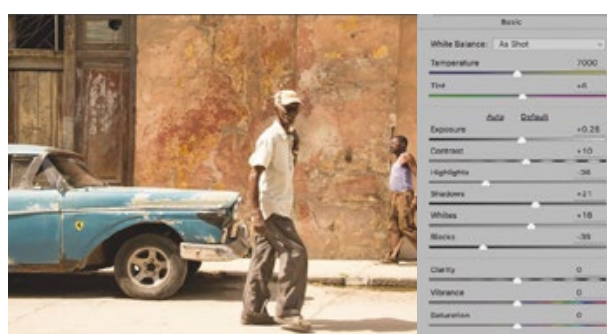 Basic
White Balance: As Shot
Temperature 7000
Tint +6
Auto Default
Exposure +0.25
Contrast +10
Highlights -36
Shadows +21
Whites +18
Blacks -39
Clarity 0
Vibrance 0
Saturation 0